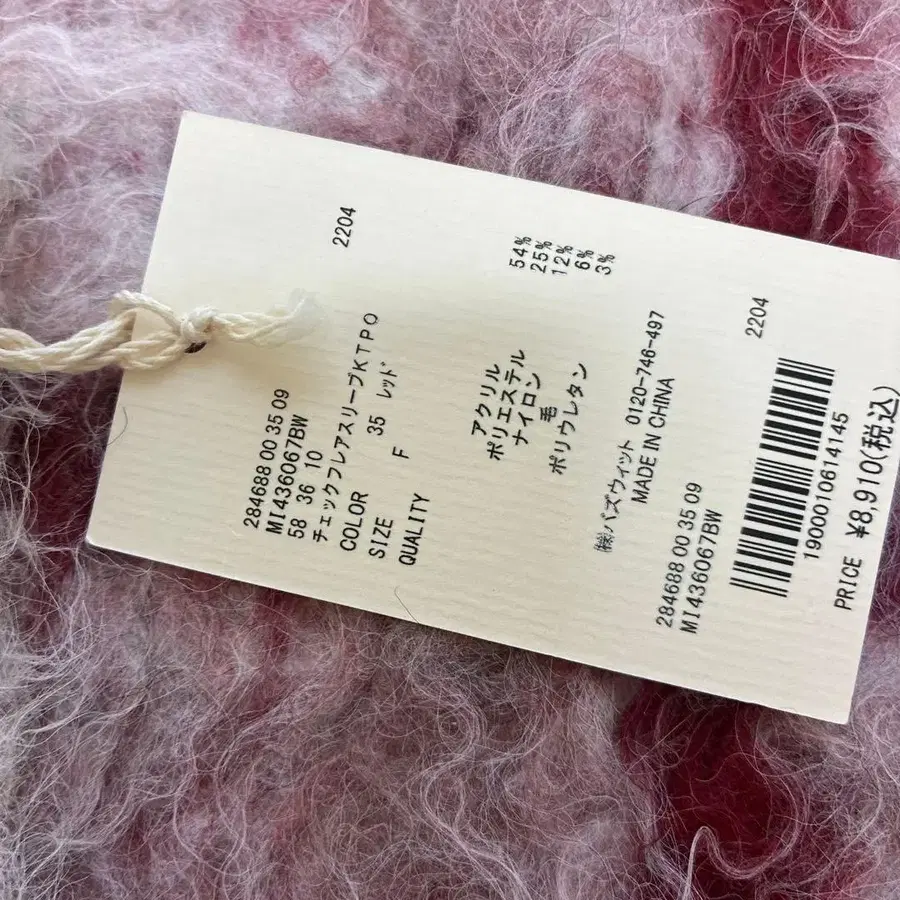 2204
284688 00 35 09
MI436067BW
58 36 10
チェックフレアスリーブKTPO
COLOR 35 レッド
SIZE F
QUALITY
アクリル 54%
ポリエステル 25%
ナイロン 12%
毛 6%
ポリウレタン 3%
㈱バズウィット 0120-746-497
MADE IN CHINA
2204
284688 00 35 09
MI436067BW
1900010614145
PRICE ¥8,910(税込)